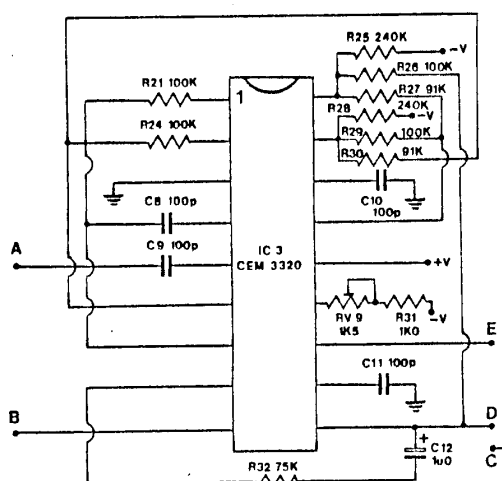 R25 240K
-V
R26 100K
R21 100K
R27 91K
1
R28
240K
-V
R24 100K
R29
100K
R30
91K
C8 100p
C10
100p
A
C9 100p
IC 3
CEM 3320
+V
RV 9
1K5
R31
1K0
-V
E
C11 100p
B
D
+
C12
1u0
C
R32 75K